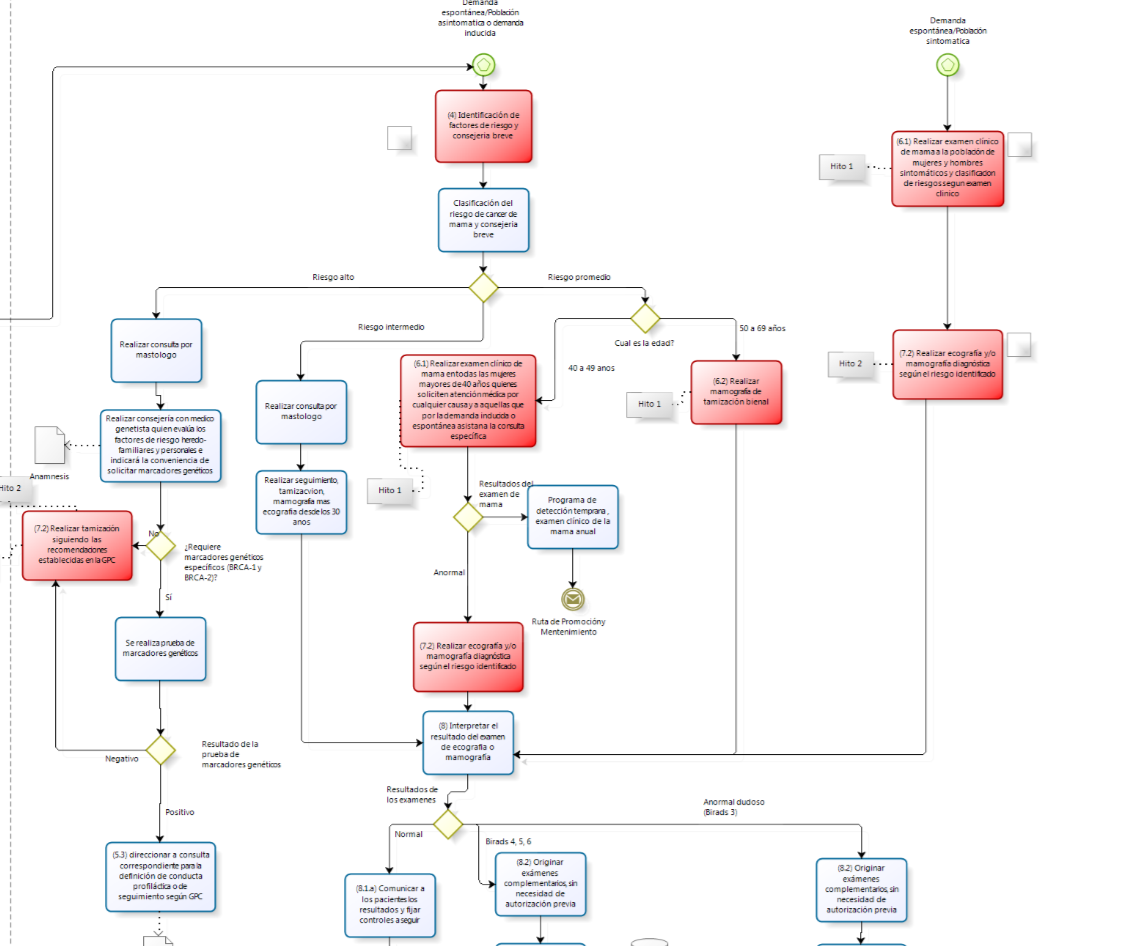 Demanda
espontánea/Población
asintomatica o demanda
inducida
Demanda
espontánea/Población
sintomatica
(4) Identificación de
factores de riesgo y
consejeria breve
(6.1) Realizar examen clínico
de mama a la población de
mujeres y hombres
sintomáticos y clasificacion
de riesgos segun examen
clínico
Hito 1
Clasificación del
riesgo de cancer de
mama y consejería
breve
Riesgo alto
Riesgo promedio
Riesgo intermedio
50 a 69 años
Cual es la edad?
40 a 49 anos
Realizar consulta por
mastologo
(6.1) Realizar examen clínico de
mama en todas las mujeres
mayores de 40 años quienes
soliciten atención médica por
cualquier causa y a aquellas que
por la demanda inducida o
espontánea asistan a la consulta
específica
(6.2) Realizar
mamografía de
tamización bienal
Hito 1
(7.2) Realizar ecografía y/o
mamografía diagnóstica
según el riesgo identificado
Hito 2
Realizar consulta por
mastologo
Realizar consejería con medico
genetista quien evalúa los
factores de riesgo heredo-
familiares y personales e
indicará la conveniencia de
solicitar marcadores genéticos
Anamnesis
Hito 2
Realizar seguimiento,
tamizacvion,
mamografía mas
ecografia desde los 30
anos
Hito 1
Resultados del
examen de
mama
Programa de
detección temprana ,
examen clínico de la
mama anual
(7.2) Realizar tamización
siguiendo las
recomendaciones
establecidas en la GPC
No
¿Requiere
marcadores genéticos
específicos (BRCA-1 y
BRCA-2)?
Sí
Anormal
Ruta de Promoción y
Mentenimiento
Se realiza prueba de
marcadores genéticos
(7.2) Realizar ecografía y/o
mamografía diagnóstica
según el riesgo identificado
(8) Interpretar el
resultado del examen
de ecografía o
mamografía
Negativo
Resultado de la
prueba de
marcadores genéticos
Positivo
Resultados de
los examenes
Normal
Birads 4, 5, 6
Anormal dudoso
(Birads 3)
(5.3) direccionar a consulta
correspondiente para la
definición de conducta
profiláctica o de
seguimiento según GPC
(8.1.a) Comunicar a
los pacientes los
resultados y fijar
controles a seguir
(8.2) Originar
exámenes
complementarios, sin
necesidad de
autorización previa
(8.2) Originar
exámenes
complementarios, sin
necesidad de
autorización previa